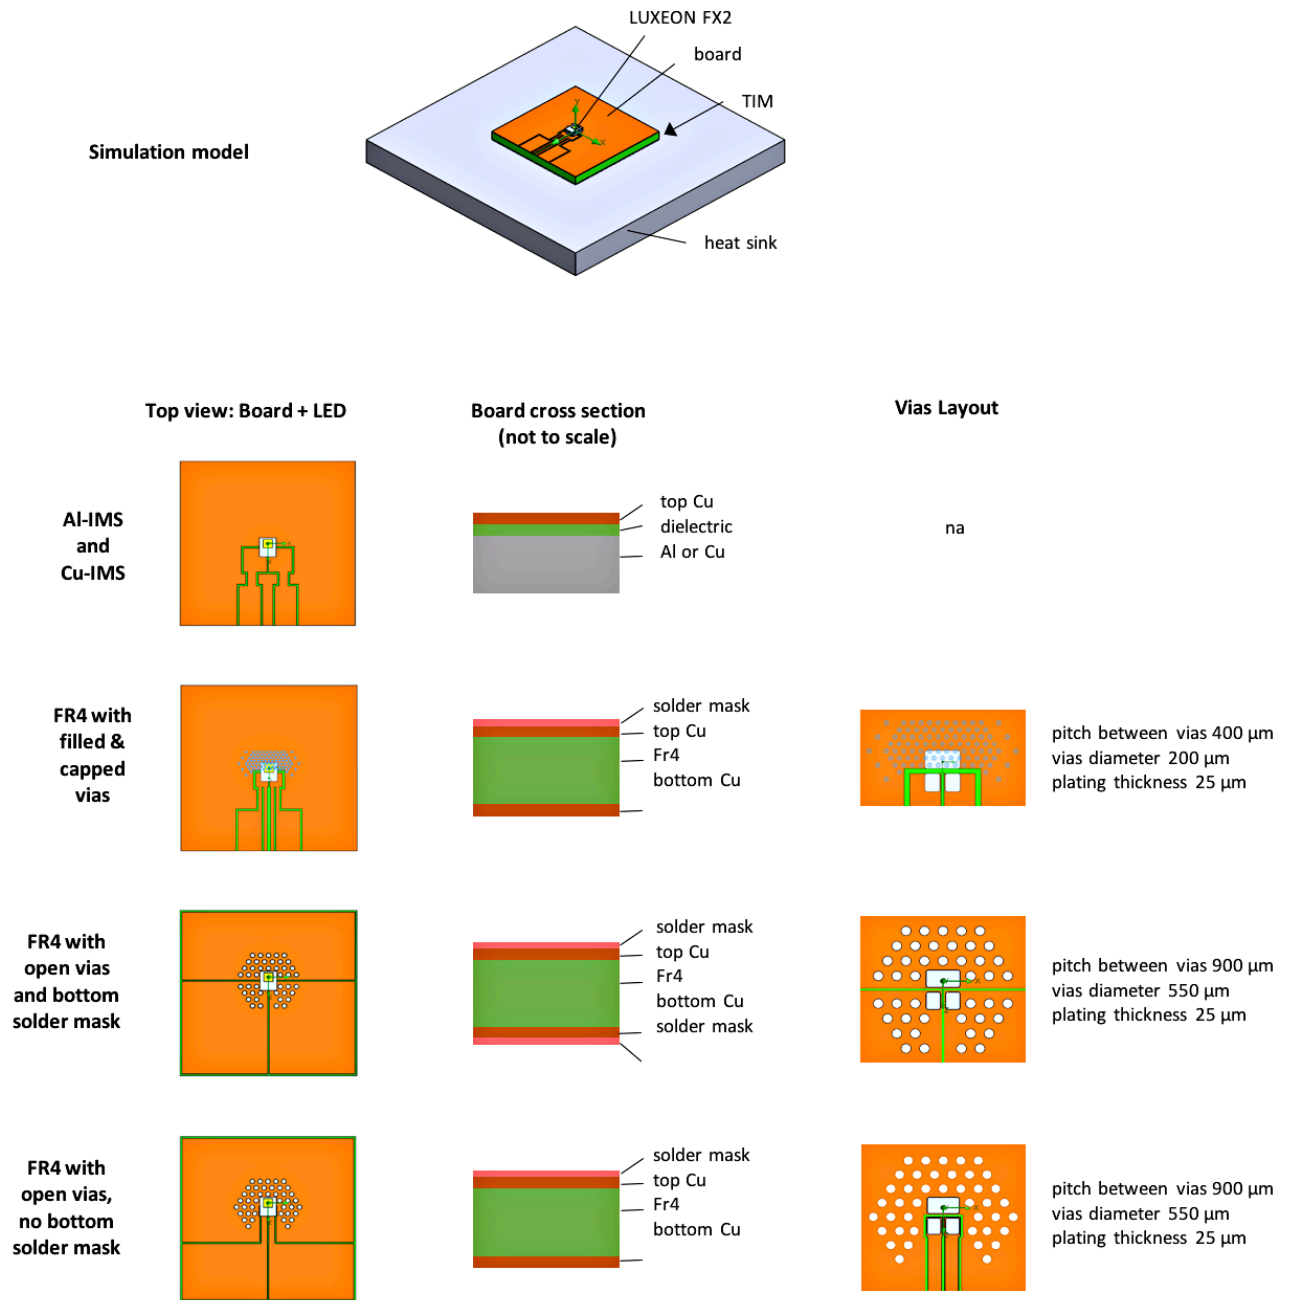 LUXEON FX2
board
TIM
Simulation model
heat sink
Top view: Board + LED
Board cross section
(not to scale)
Vias Layout
Al-IMS
and
Cu-IMS
top Cu
dielectric
Al or Cu
na
FR4 with
filled &
capped
vias
solder mask
top Cu
Fr4
bottom Cu
pitch between vias 400 µm
vias diameter 200 µm
plating thickness 25 µm
FR4 with
open vias
and bottom
solder mask
solder mask
top Cu
Fr4
bottom Cu
solder mask
pitch between vias 900 µm
vias diameter 550 µm
plating thickness 25 µm
FR4 with
open vias,
no bottom
solder mask
solder mask
top Cu
Fr4
bottom Cu
pitch between vias 900 µm
vias diameter 550 µm
plating thickness 25 µm